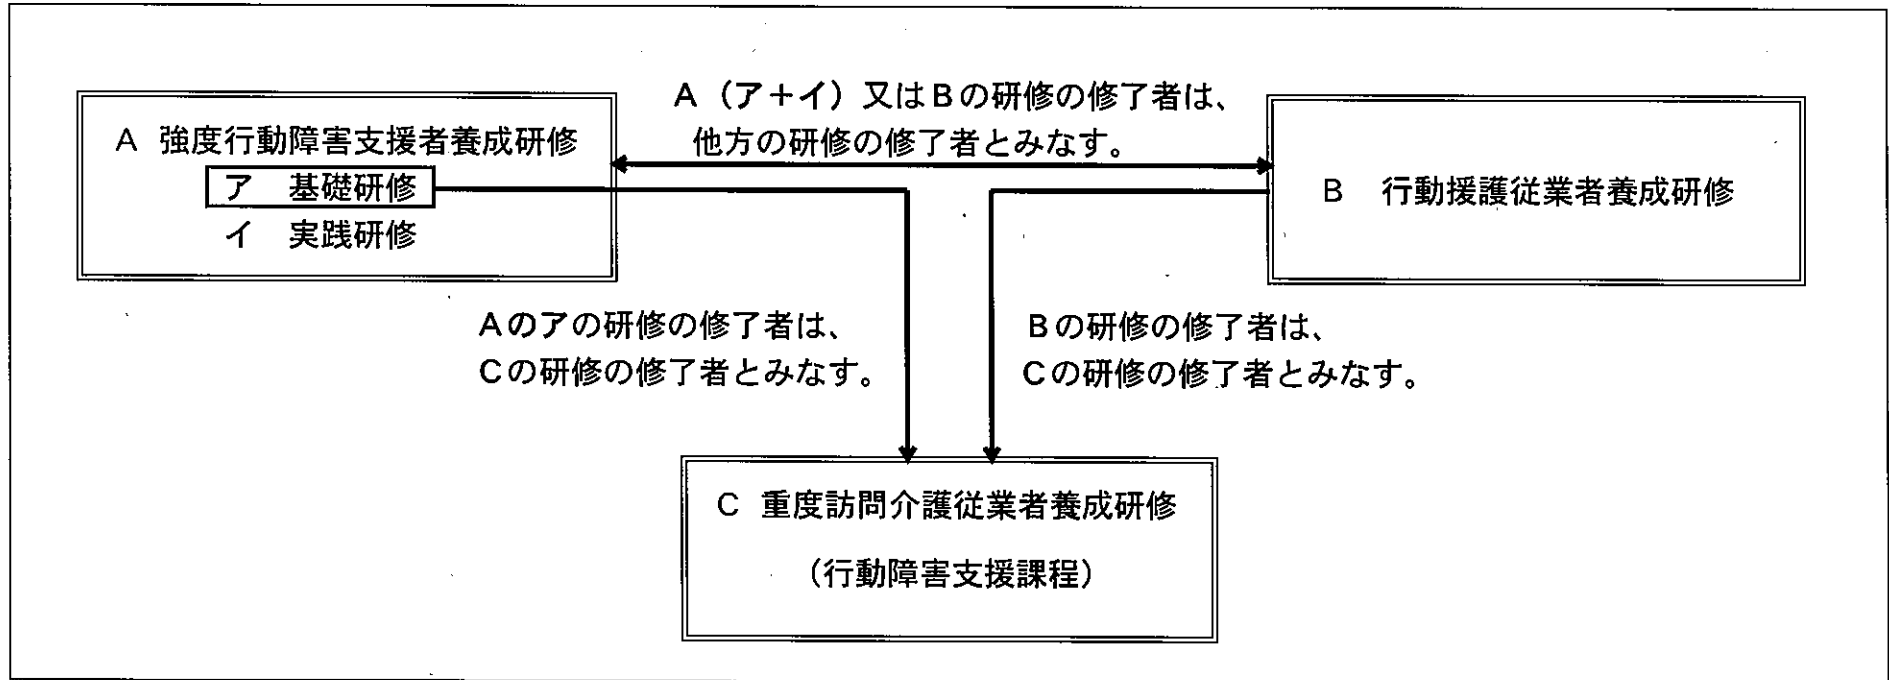 A 強度行動障害支援者養成研修
ア 基礎研修
イ 実践研修
A（ア＋イ）又はBの研修の修了者は、
他方の研修の修了者とみなす。
B 行動援護従業者養成研修
Aのアの研修の修了者は、
Cの研修の修了者とみなす。
Bの研修の修了者は、
Cの研修の修了者とみなす。
C 重度訪問介護従業者養成研修
（行動障害支援課程）